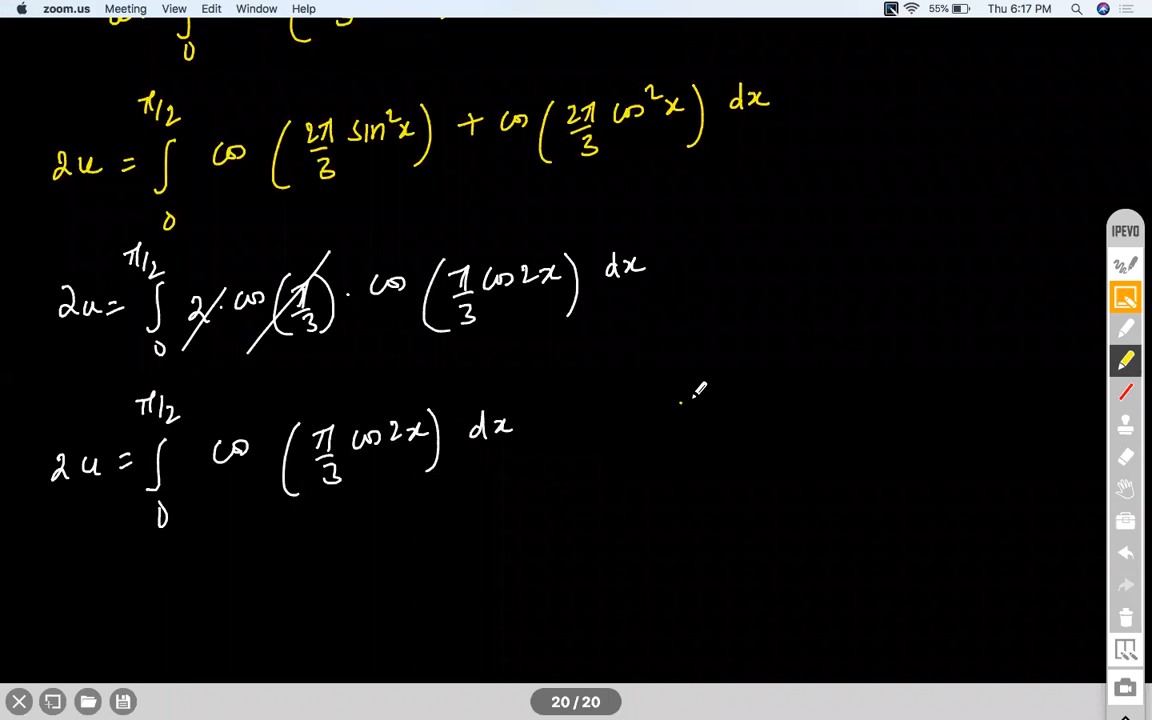 zoom.us Meeting View Edit Window Help 55% Thu 6:17 PM
0
π/2
2u = ∫ cos (2π/3 sin²x) + cos (2π/3 cos²x) dx
0
π/2
2u = ∫ 2 · cos (π/3) · cos (π/3 cos2x) dx
0
π/2
2u = ∫ cos (π/3 cos2x) dx
0
IPEVO
20 / 20